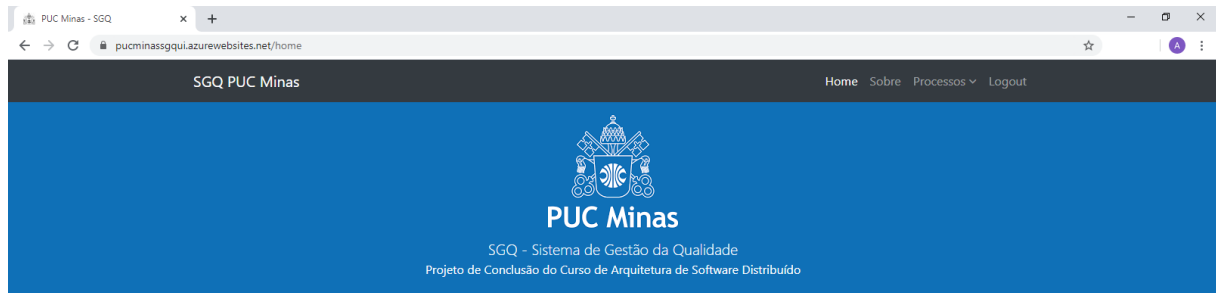 PUC Minas - SGQ
pucminassgqui.azurewebsites.net/home
A
SGQ PUC Minas
Home Sobre Processos Logout
PUC Minas
SGQ - Sistema de Gestão da Qualidade
Projeto de Conclusão do Curso de Arquitetura de Software Distribuído